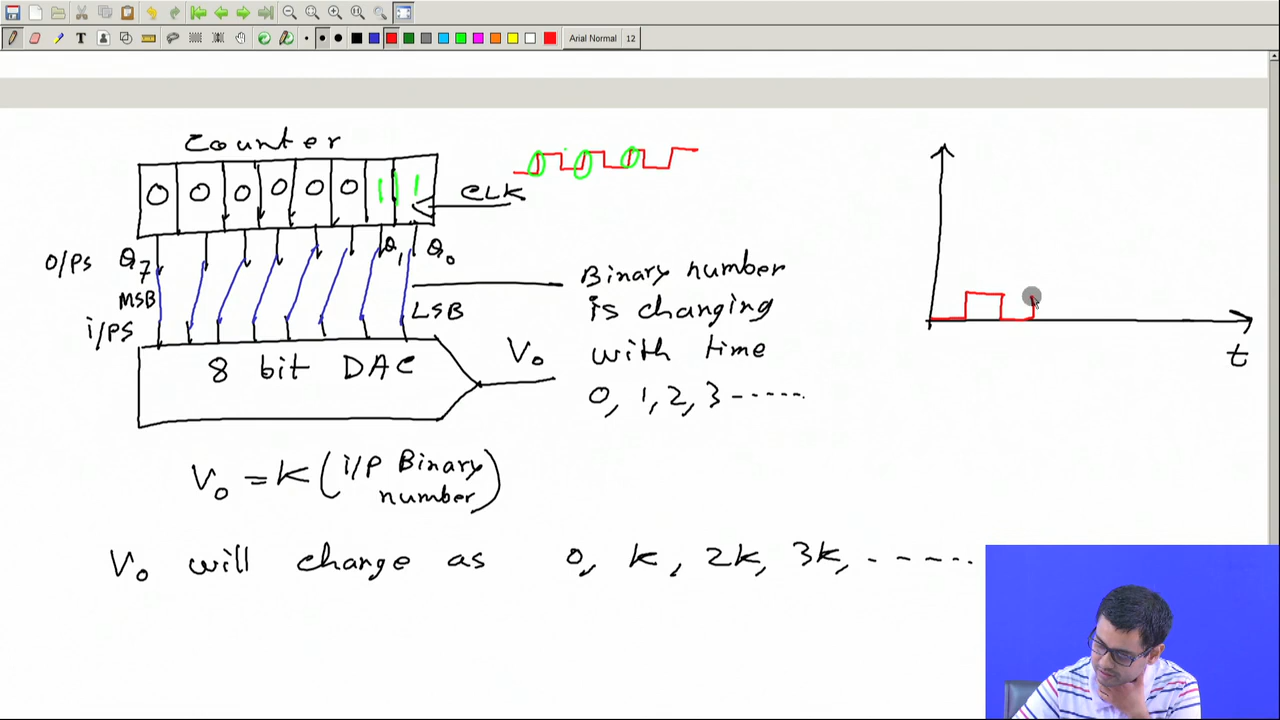 Arial Normal 12
Counter
0 0 0 0 0 0 1 1
CLK
O/Ps Q7 Q1 Q0
MSB LSB
i/Ps
8 bit DAC
Vo
Binary number
is changing
with time
0, 1, 2, 3 ------
Vo = K (i/P Binary
number)
Vo will change as 0, K, 2K, 3K, ------
t